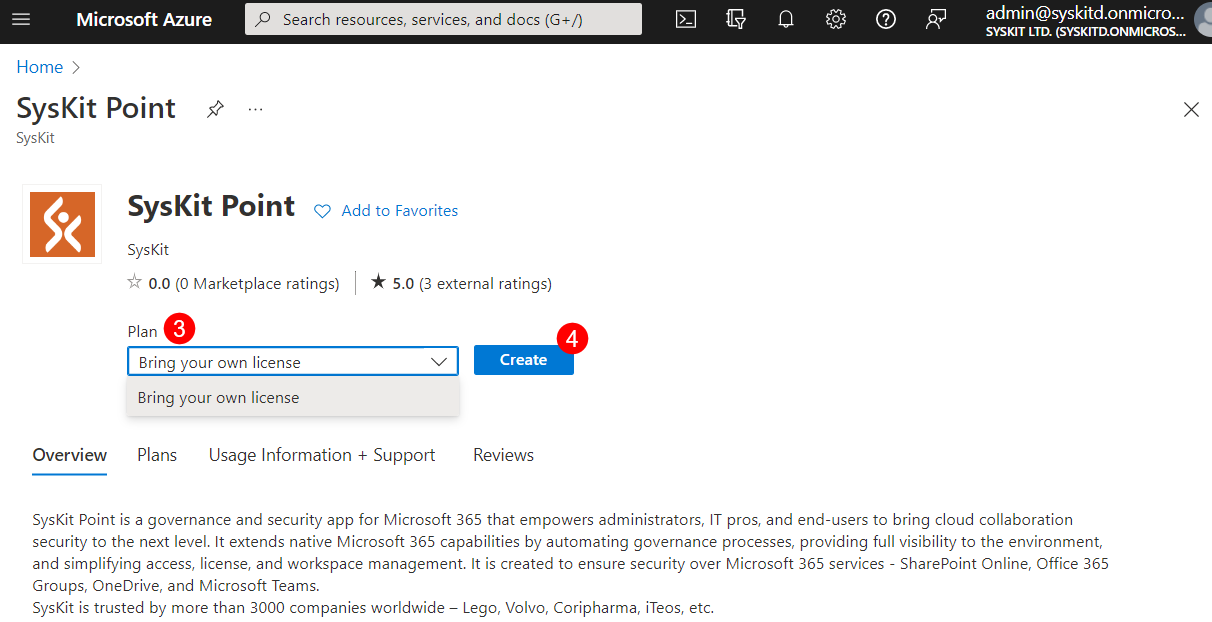 Microsoft Azure
Search resources, services, and docs (G+/)
admin@syskitd.onmicro...
SYSKIT LTD. (SYSKITD.ONMICROS...
Home
SysKit Point
...
SysKit
SysKit Point
Add to Favorites
SysKit
0.0 (0 Marketplace ratings)
5.0 (3 external ratings)
Plan
3
4
Bring your own license
Create
Bring your own license
Overview
Plans
Usage Information + Support
Reviews
SysKit Point is a governance and security app for Microsoft 365 that empowers administrators, IT pros, and end-users to bring cloud collaboration
security to the next level. It extends native Microsoft 365 capabilities by automating governance processes, providing full visibility to the environment,
and simplifying access, license, and workspace management. It is created to ensure security over Microsoft 365 services - SharePoint Online, Office 365
Groups, OneDrive, and Microsoft Teams.
SysKit is trusted by more than 3000 companies worldwide – Lego, Volvo, Coripharma, iTeos, etc.